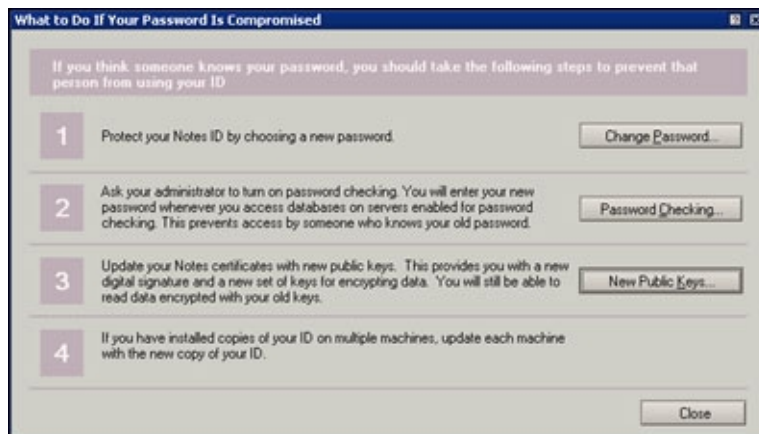 What to Do If Your Password Is Compromised
If you think someone knows your password, you should take the following steps to prevent that
person from using your ID
1
Protect your Notes ID by choosing a new password.
Change Password...
2
Ask your administrator to turn on password checking. You will enter your new
password whenever you access databases on servers enabled for password
checking. This prevents access by someone who knows your old password.
Password Checking...
3
Update your Notes certificates with new public keys. This provides you with a new
digital signature and a new set of keys for encrypting data. You will still be able to
read data encrypted with your old keys.
New Public Keys...
4
If you have installed copies of your ID on multiple machines, update each machine
with the new copy of your ID.
Close